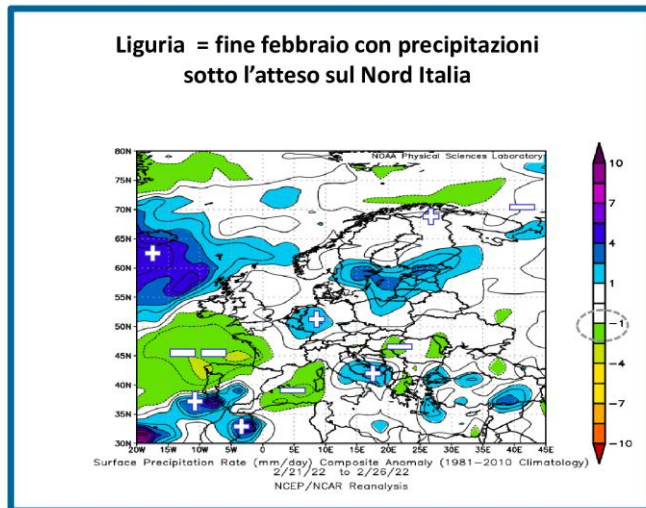 Liguria = fine febbraio con precipitazioni
sotto l'atteso sul Nord Italia
NOAA Physical Sciences Laboratory
80N
75N
70N
65N
60N
55N
50N
45N
40N
35N
30N
20W 15W 10W 5W 0 5E 10E 15E 20E 25E 30E 35E 40E 45E
10
7
4
1
-1
-4
-7
-10
Surface Precipitation Rate (mm/day) Composite Anomaly (1981-2010 Climatology)
2/21/22 to 2/26/22
NCEP/NCAR Reanalysis